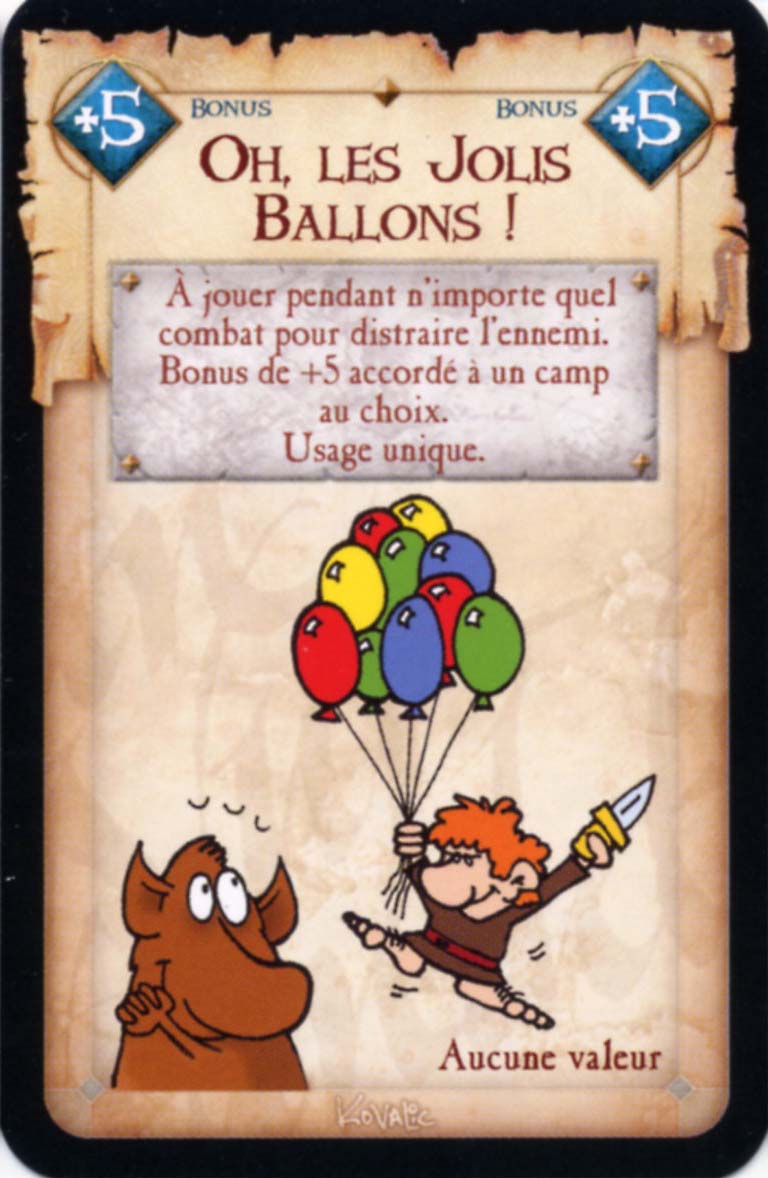 +5 BONUS BONUS +5
OH, LES JOLIS
BALLONS !
À jouer pendant n'importe quel
combat pour distraire l'ennemi.
Bonus de +5 accordé à un camp
au choix.
Usage unique.
Aucune valeur
KOVALIC